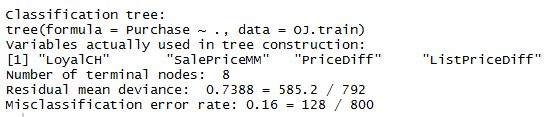 Classification tree:
tree(formula = Purchase ~ ., data = OJ.train)
Variables actually used in tree construction:
[1] "LoyalCH"       "SalePriceMM"   "PriceDiff"     "ListPriceDiff"
Number of terminal nodes:  8
Residual mean deviance:  0.7388 = 585.2 / 792
Misclassification error rate: 0.16 = 128 / 800